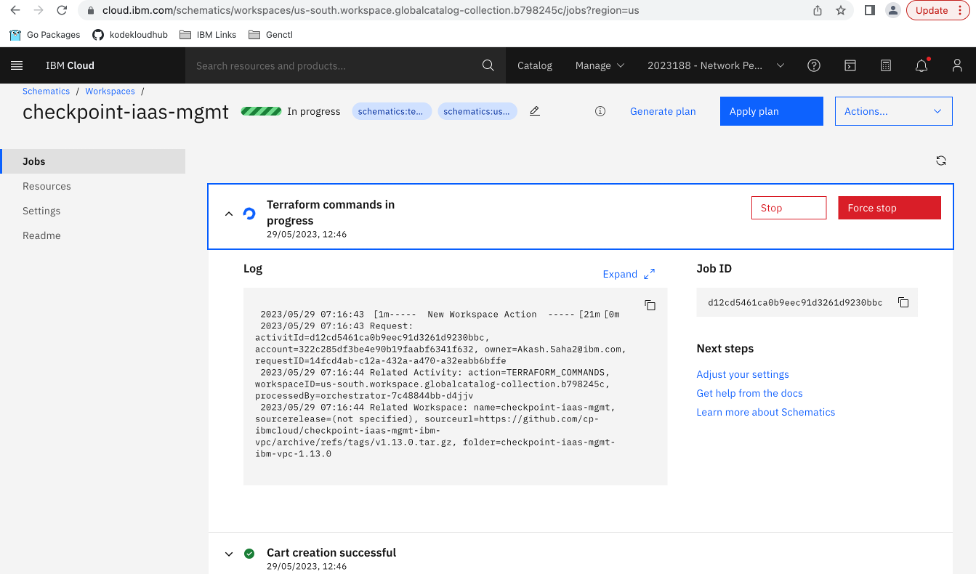 cloud.ibm.com/schematics/workspaces/us-south.workspace.globalcatalog-collection.b798245c/jobs?region=us
Update
Go Packages
kodekloudhub
IBM Links
Genctl
IBM Cloud
Search resources and products...
Catalog
Manage
2023188 - Network Pe...
Schematics / Workspaces /
checkpoint-iaas-mgmt
In progress
schematics:te...
schematics:us...
Generate plan
Apply plan
Actions...
Jobs
Resources
Settings
Readme
Terraform commands in
progress
29/05/2023, 12:46
Stop
Force stop
Log
Expand
2023/05/29 07:16:43 [1m----- New Workspace Action -----[21m[0m
2023/05/29 07:16:43 Request:
activitId=d12cd5461ca0b9eec91d3261d9230bbc,
account=322c285df3be4e90b19faabf6341f632, owner=Akash.Saha2@ibm.com,
requestID=14fcd4ab-c12a-432a-a470-a32eabb6bffe
2023/05/29 07:16:44 Related Activity: action=TERRAFORM_COMMANDS,
workspaceID=us-south.workspace.globalcatalog-collection.b798245c,
processedBy=orchestrator-7c48844bb-d4jjv
2023/05/29 07:16:44 Related Workspace: name=checkpoint-iaas-mgmt,
sourcerelease=(not specified), sourceurl=https://github.com/cp-
ibmcloud/checkpoint-iaas-mgmt-ibm-
vpc/archive/refs/tags/v1.13.0.tar.gz, folder=checkpoint-iaas-mgmt-
ibm-vpc-1.13.0
Job ID
d12cd5461ca0b9eec91d3261d9230bbc
Next steps
Adjust your settings
Get help from the docs
Learn more about Schematics
Cart creation successful
29/05/2023, 12:46